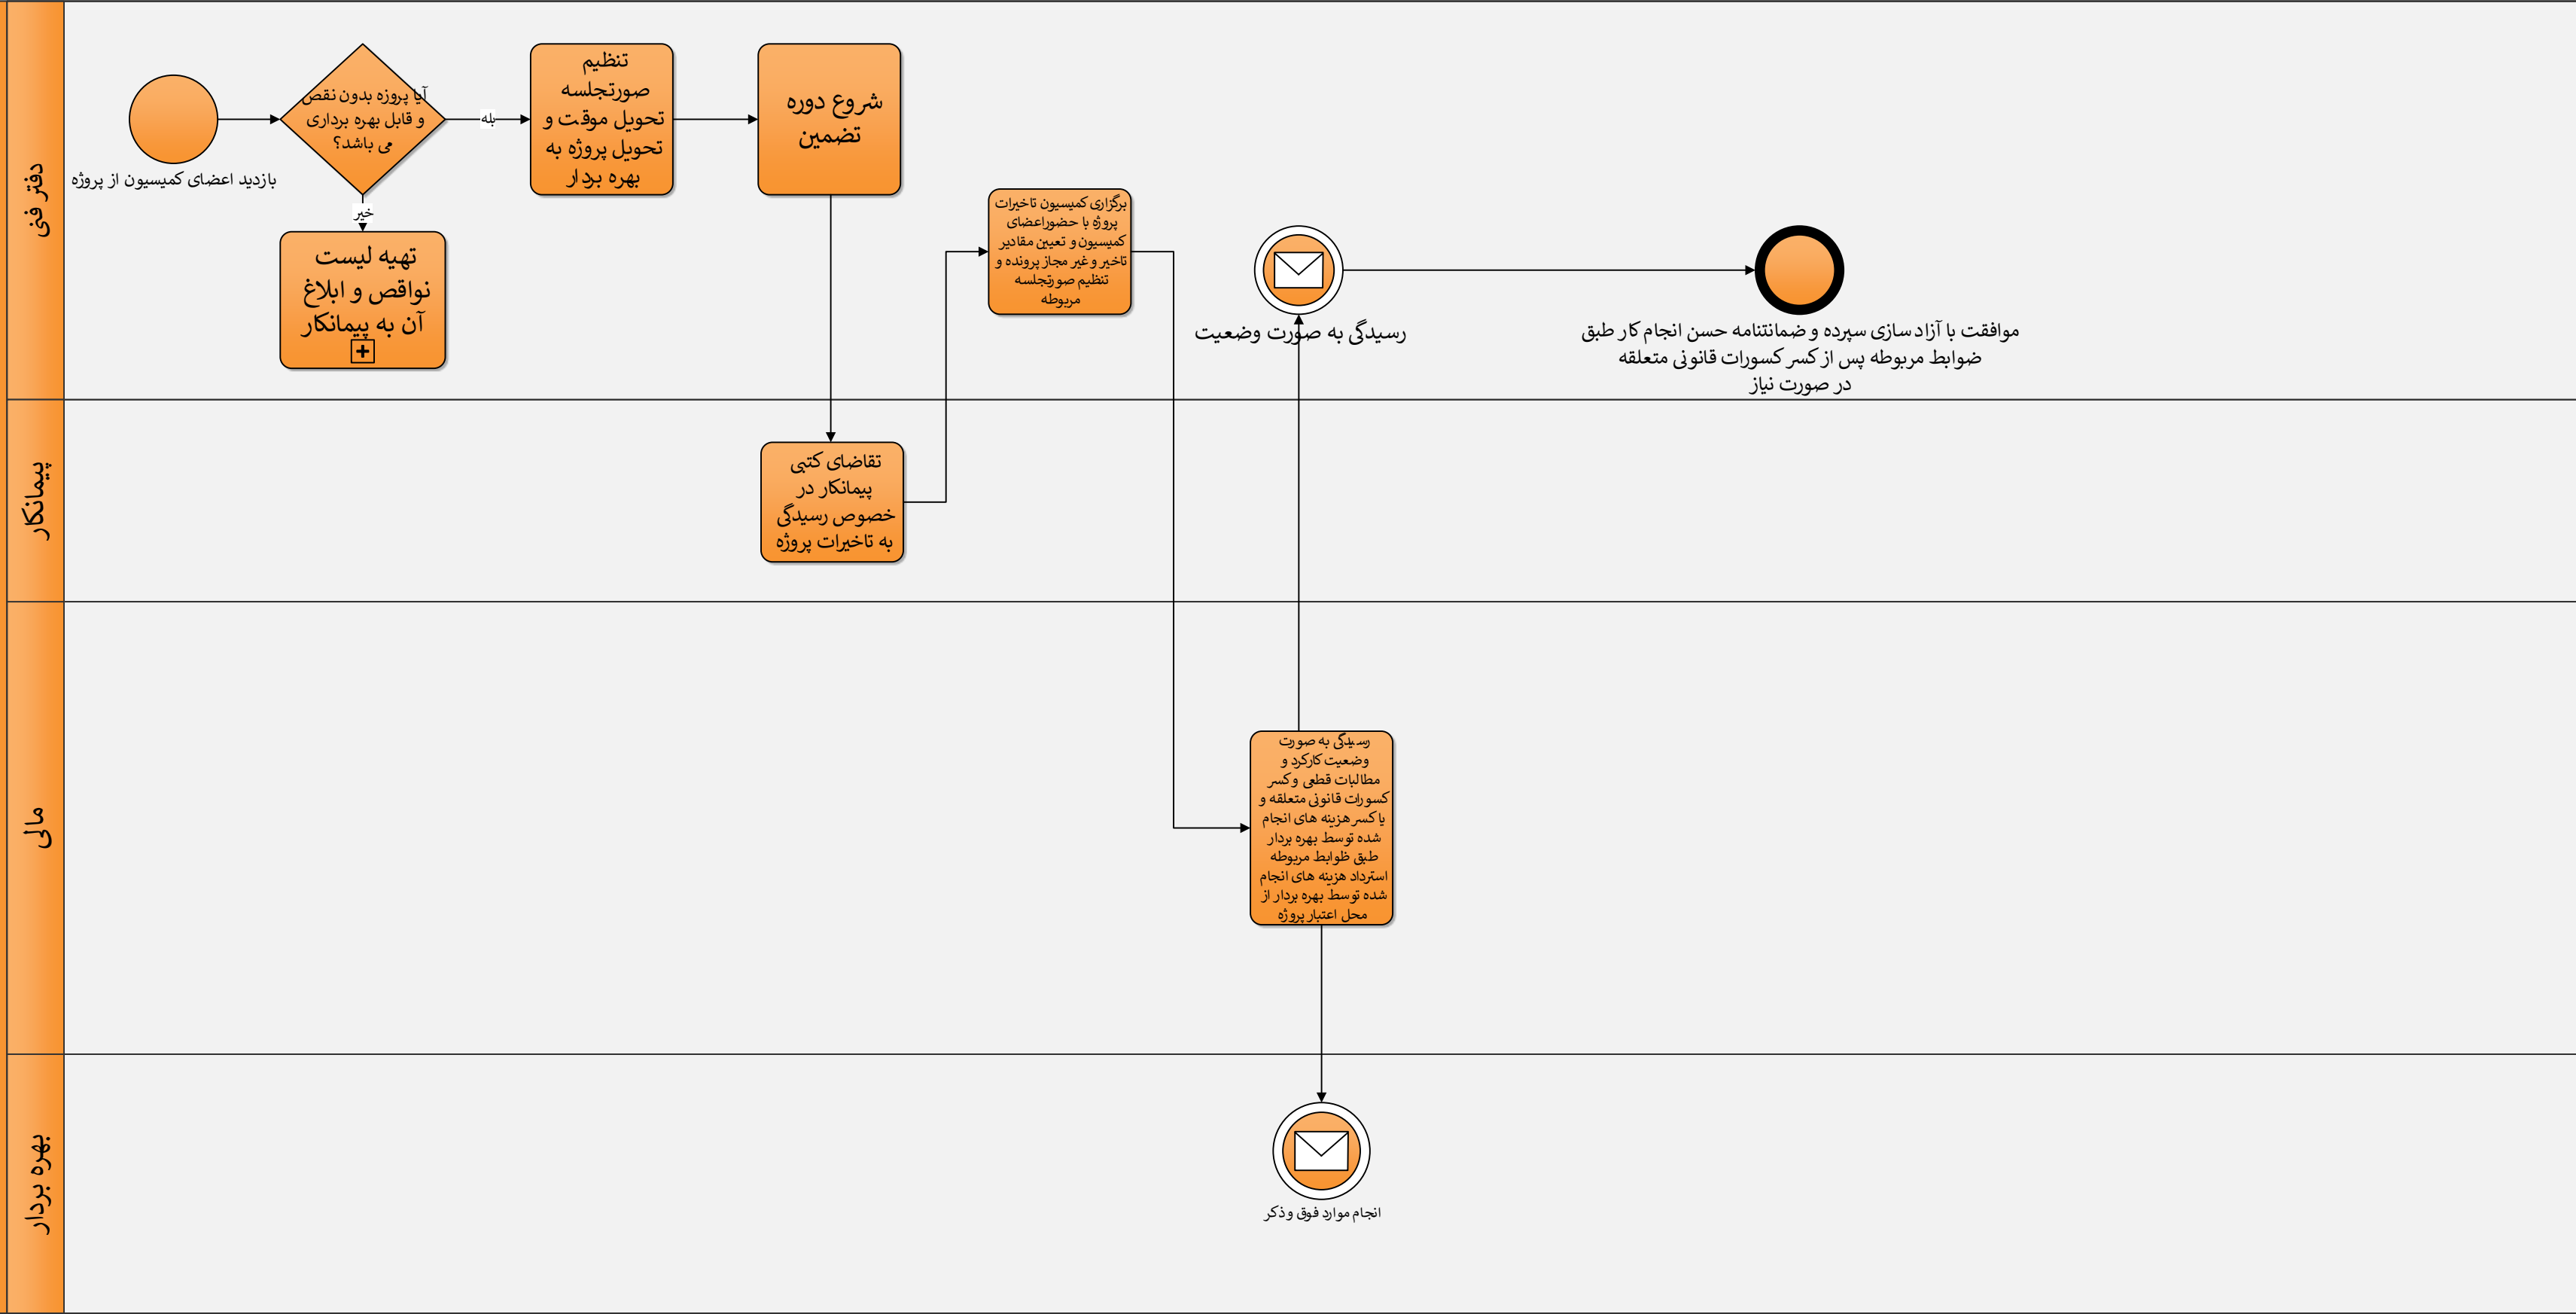 دفتر فنی
بازدید اعضای کمیسیون از پروژه
آیا پروزه بدون نقص
و قابل بهره برداری
می باشد؟
بله
خیر
تهیه لیست
نواقص و ابلاغ
آن به پیمانکار
تنظیم
صورتجلسه
تحویل موقت و
تحویل پروژه به
بهره بردار
شروع دوره
تضمین
برگزاری کمیسیون تاخیرات
پروژه با حضوراعضای
کمیسیون و تعیین مقادیر
تاخیر و غیر مجاز پرونده و
تنظیم صورتجلسه
مربوطه
رسیدگی به صورت وضعیت
موافقت با آزاد سازی سپرده و ضمانتنامه حسن انجام کار طبق
ضوابط مربوطه پس از کسر کسورات قانونی متعلقه
در صورت نیاز
پیمانکار
تقاضای کتبی
پیمانکار در
خصوص رسیدگی
به تاخیرات پروژه
مالی
رسیدگی به صورت
وضعیت کارکرد و
مطالبات قطعی و کسر
کسورات قانونی متعلقه و
یا کسر هزینه های انجام
شده توسط بهره بردار
طبق ظوابط مربوطه
استرداد هزینه های انجام
شده توسط بهره بردار از
محل اعتبار پروژه
بهره بردار
انجام موارد فوق و ذکر